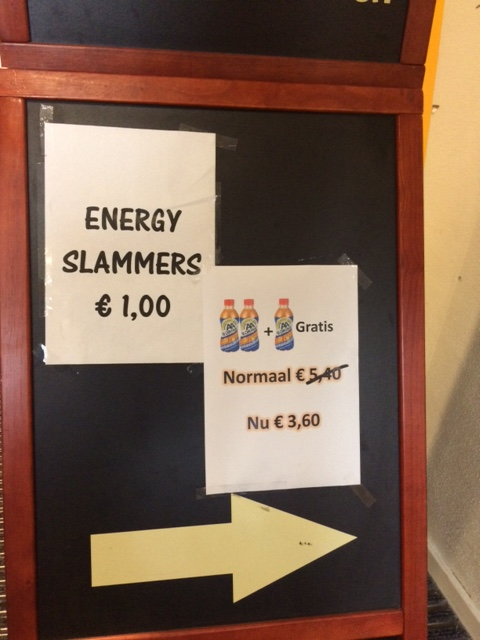 ENERGY
SLAMMERS
€ 1,00
+ Gratis
Normaal € 5,40
Nu € 3,60